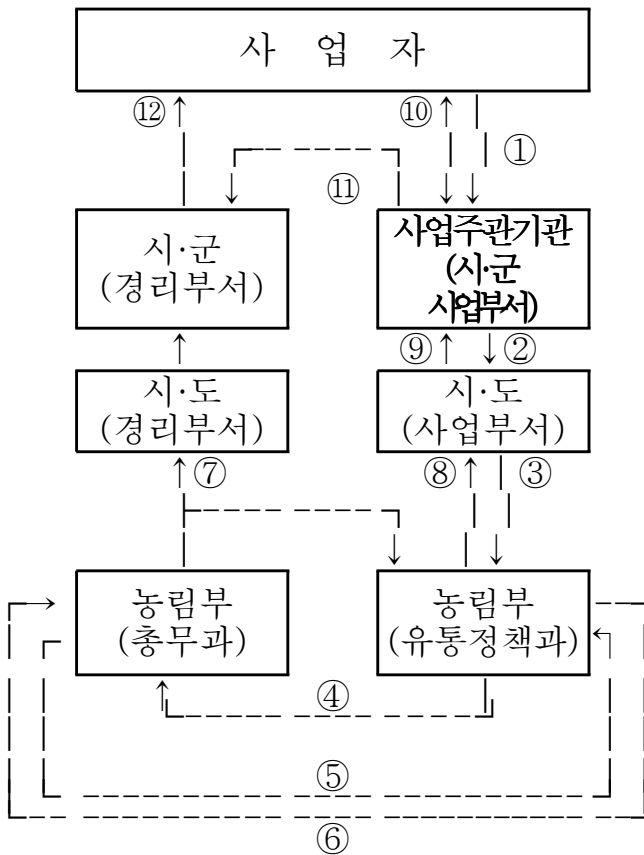 사 업 자
⑫
⑩
①
⑪
시·군
(경리부서)
사업주관기관
(시·군
사업부서)
⑨
②
시·도
(경리부서)
시·도
(사업부서)
⑦
⑧
③
농림부
(총무과)
농림부
(유통정책과)
④
⑤
⑥